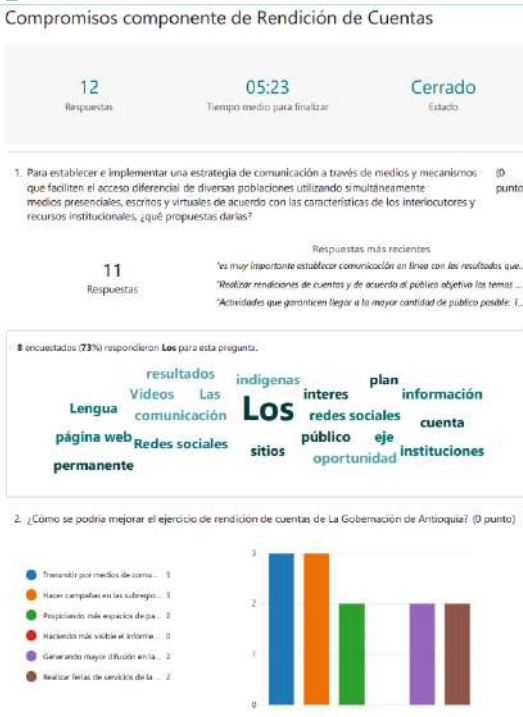 Compromisos componente de Rendición de Cuentas
12 05:23 Cerrado
Respuestas Tiempo medio para finalizar Estado
1. Para establecer e implementar una estrategia de comunicación a través de medios y mecanismos (0
que faciliten el acceso diferencial de diversas poblaciones utilizando simultáneamente punto
medios presenciales, escritos y virtuales de acuerdo con las características de los interlocutores y
recursos institucionales, ¿qué propuestas darías?
Respuestas más recientes
11
Respuestas
"es muy importante establecer comunicación en línea con los resultados que...
"Realizar rendiciones de cuentas y de acuerdo al público objetivo los temas ...
"Actividades que garanticen llegar a la mayor cantidad de público posible: l...
8 encuestados (73%) respondieron Los para esta pregunta.
resultados indígenas plan
Videos Las interes información
Lengua comunicación Los redes sociales cuenta
página web Redes sociales sitios público eje
permanente oportunidad instituciones
2. ¿Cómo se podría mejorar el ejercicio de rendición de cuentas de La Gobernación de Antioquia? (0 punto)
Transmitir por medios de comu... 3
Hacer campañas en las subregio... 3
Propiciando más espacios de pa... 2
Haciendo más visible el informe... 0
Generando mayor difusión en la ... 2
Realizar ferias de servicios de la ... 2
3
2
1
0